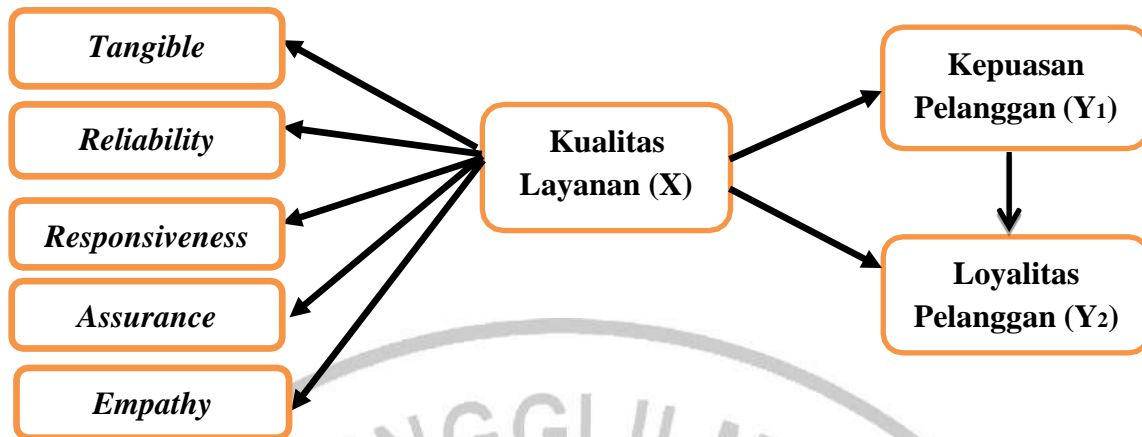 Tangible
Reliability
Responsiveness
Assurance
Empathy
Kualitas
Layanan (X)
Kepuasan
Pelanggan (Y1)
Loyalitas
Pelanggan (Y2)